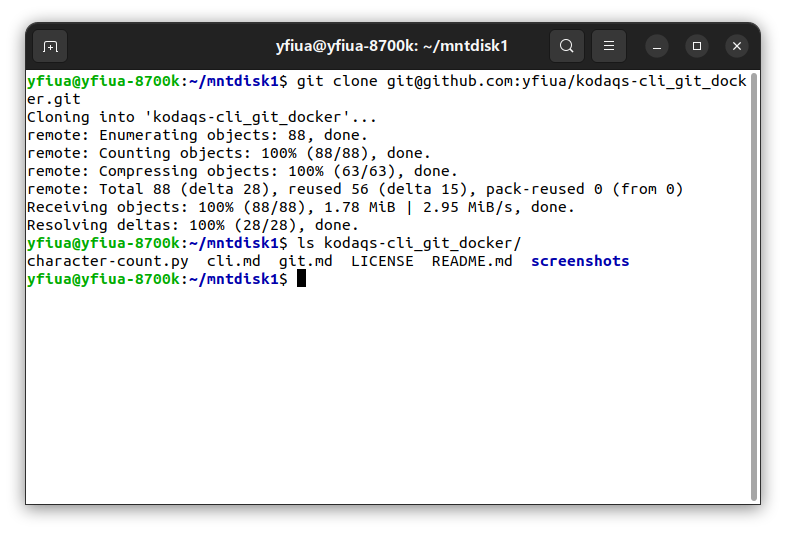 yfiua@yfiua-8700k: ~/mntdisk1
yfiua@yfiua-8700k:~/mntdisk1$ git clone git@github.com:yfiua/kodaqs-cli_git_dock
er.git
Cloning into 'kodaqs-cli_git_docker'...
remote: Enumerating objects: 88, done.
remote: Counting objects: 100% (88/88), done.
remote: Compressing objects: 100% (63/63), done.
remote: Total 88 (delta 28), reused 56 (delta 15), pack-reused 0 (from 0)
Receiving objects: 100% (88/88), 1.78 MiB | 2.95 MiB/s, done.
Resolving deltas: 100% (28/28), done.
yfiua@yfiua-8700k:~/mntdisk1$ ls kodaqs-cli_git_docker/
character-count.py  cli.md  git.md  LICENSE  README.md  screenshots
yfiua@yfiua-8700k:~/mntdisk1$